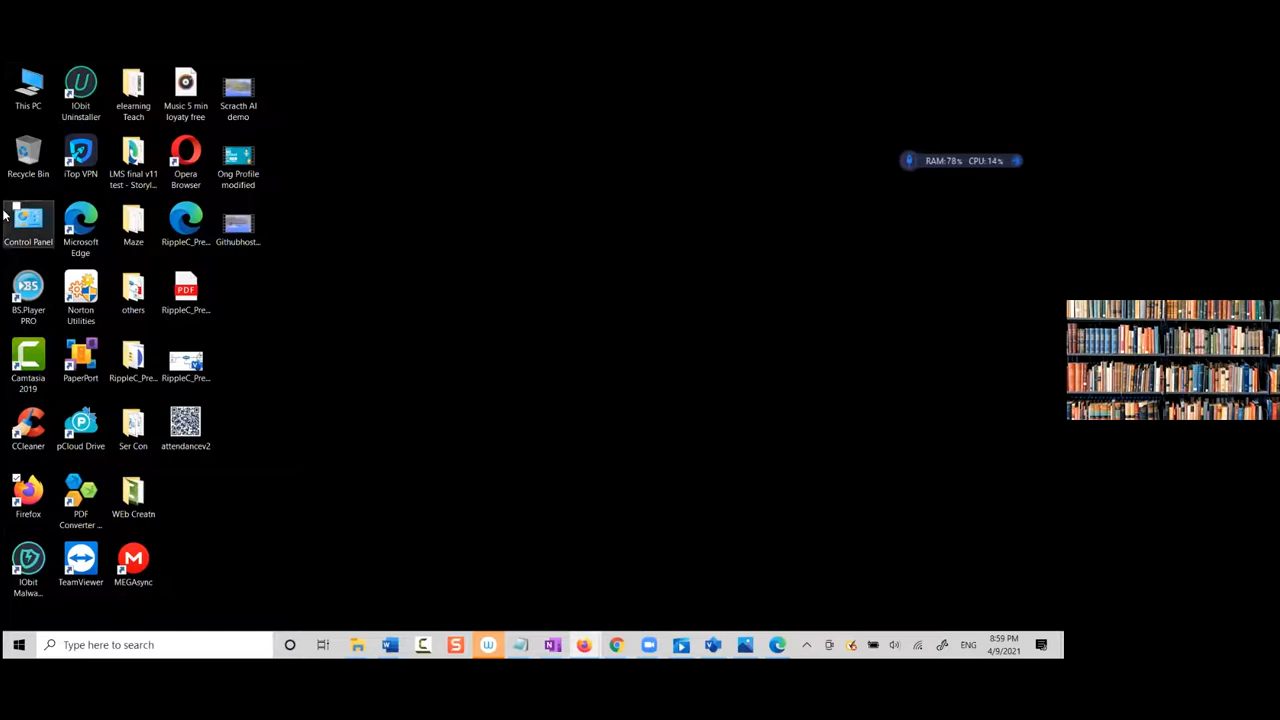 This PC
IObit
Uninstaller
elearning
Teach
Music 5 min
loyaty free
Scracth AI
demo
Recycle Bin
iTop VPN
LMS final v11
test - Storyl...
Opera
Browser
Ong Profile
modified
Control Panel
Microsoft
Edge
Maze
RippleC_Pre...
Githubhost...
BS.Player
PRO
Norton
Utilities
others
PDF
RippleC_Pre...
Camtasia
2019
PaperPort
RippleC_Pre...
RippleC_Pre...
CCleaner
pCloud Drive
Ser Con
attendancev2
Firefox
PDF
Converter ...
WEb Creatn
IObit
Malwa...
TeamViewer
MEGAsync
RAM:78% CPU:14%
Type here to search
ENG
8:59 PM
4/9/2021